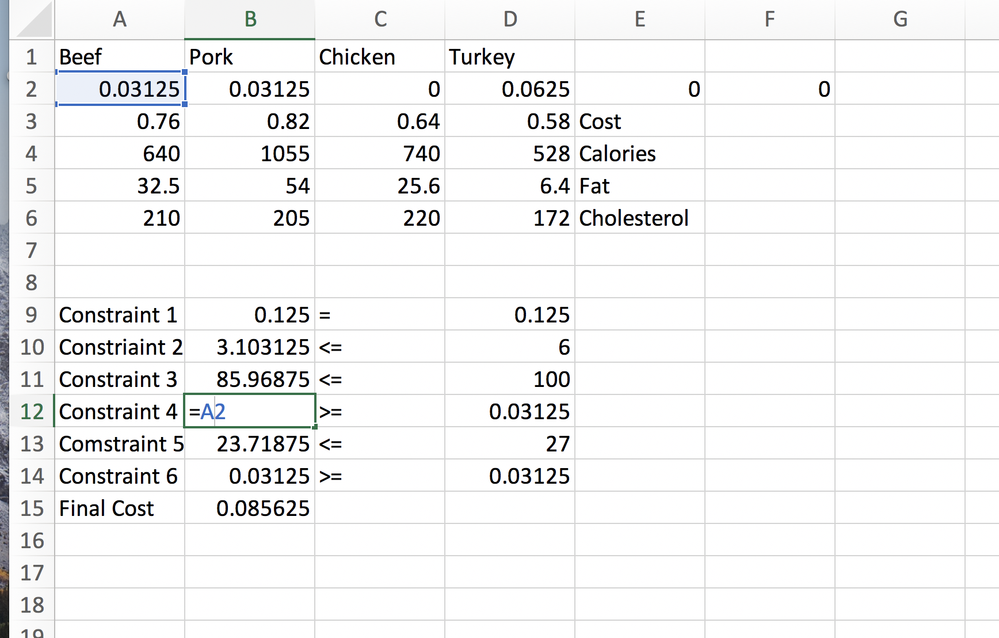 A B C D E F G
1 Beef Pork Chicken Turkey
2 0.03125 0.03125 0 0.0625 0 0
3 0.76 0.82 0.64 0.58 Cost
4 640 1055 740 528 Calories
5 32.5 54 25.6 6.4 Fat
6 210 205 220 172 Cholesterol
7
8
9 Constraint 1 0.125 = 0.125
10 Constriaint 2 3.103125 <= 6
11 Constraint 3 85.96875 <= 100
12 Constraint 4 =A2 >= 0.03125
13 Comstraint 5 23.71875 <= 27
14 Constraint 6 0.03125 >= 0.03125
15 Final Cost 0.085625
16
17
18
19